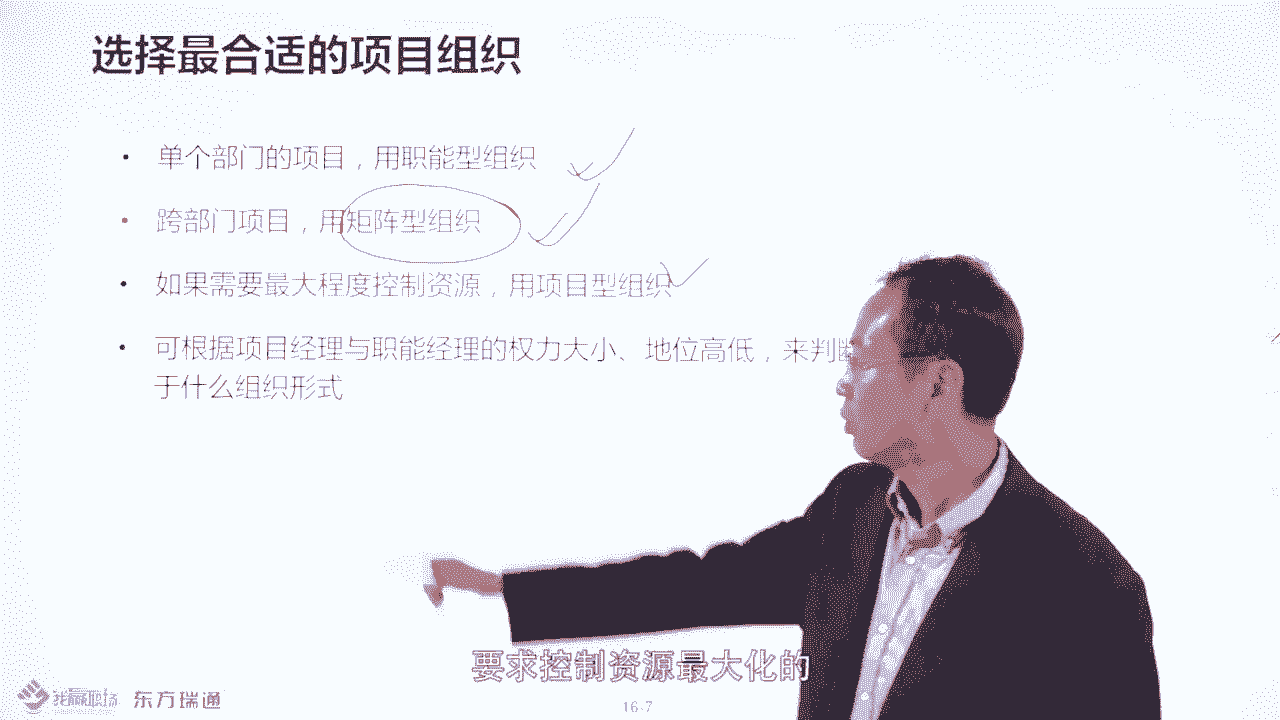 选择最合适的项目组织
• 单个部门的项目，用职能型组织
• 跨部门项目，用矩阵型组织
• 如果需要最大程度控制资源，用项目型组织
• 可根据项目经理与职能经理的权力大小、地位高低，来判断
于什么组织形式
要求控制资源最大化的
东方瑞通
16-7